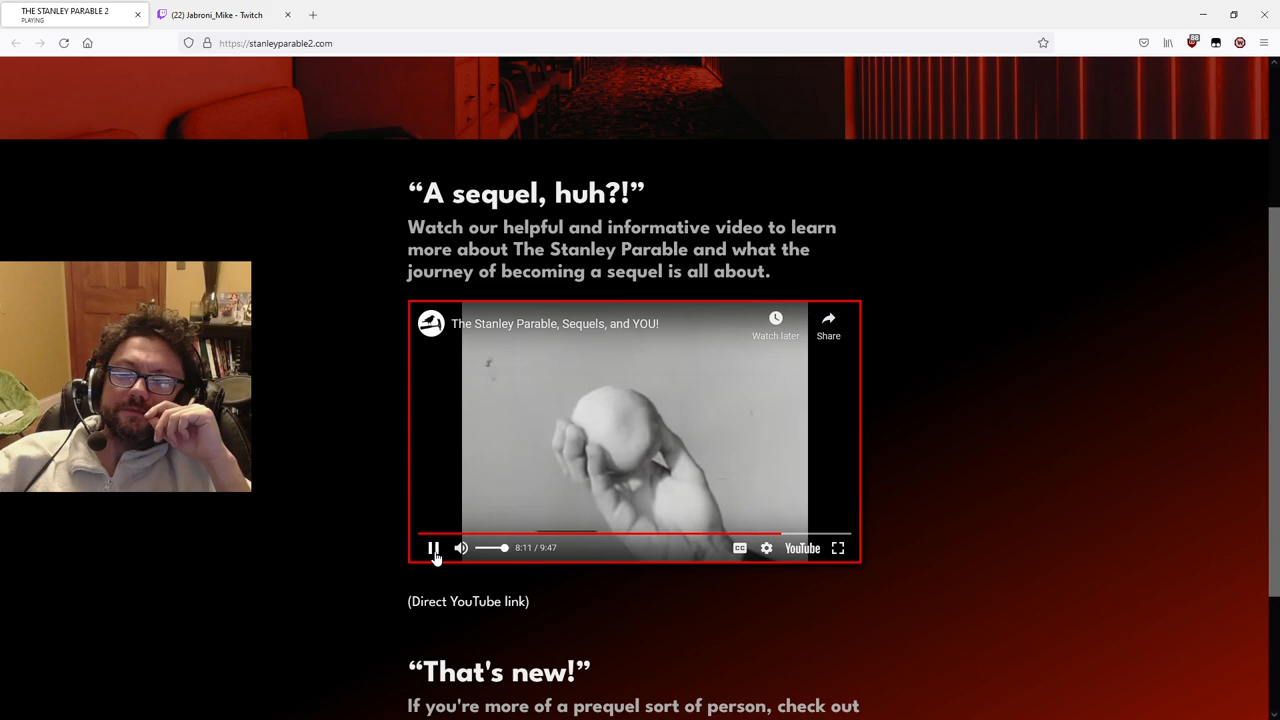 THE STANLEY PARABLE 2
PLAYING
(22) Jabroni_Mike - Twitch
https://stanleyparable2.com
88
“A sequel, huh?!”
Watch our helpful and informative video to learn
more about The Stanley Parable and what the
journey of becoming a sequel is all about.
The Stanley Parable, Sequels, and YOU!
Watch later
Share
8:11 / 9:47
CC
YouTube
(Direct YouTube link)
“That's new!”
If you're more of a prequel sort of person, check out